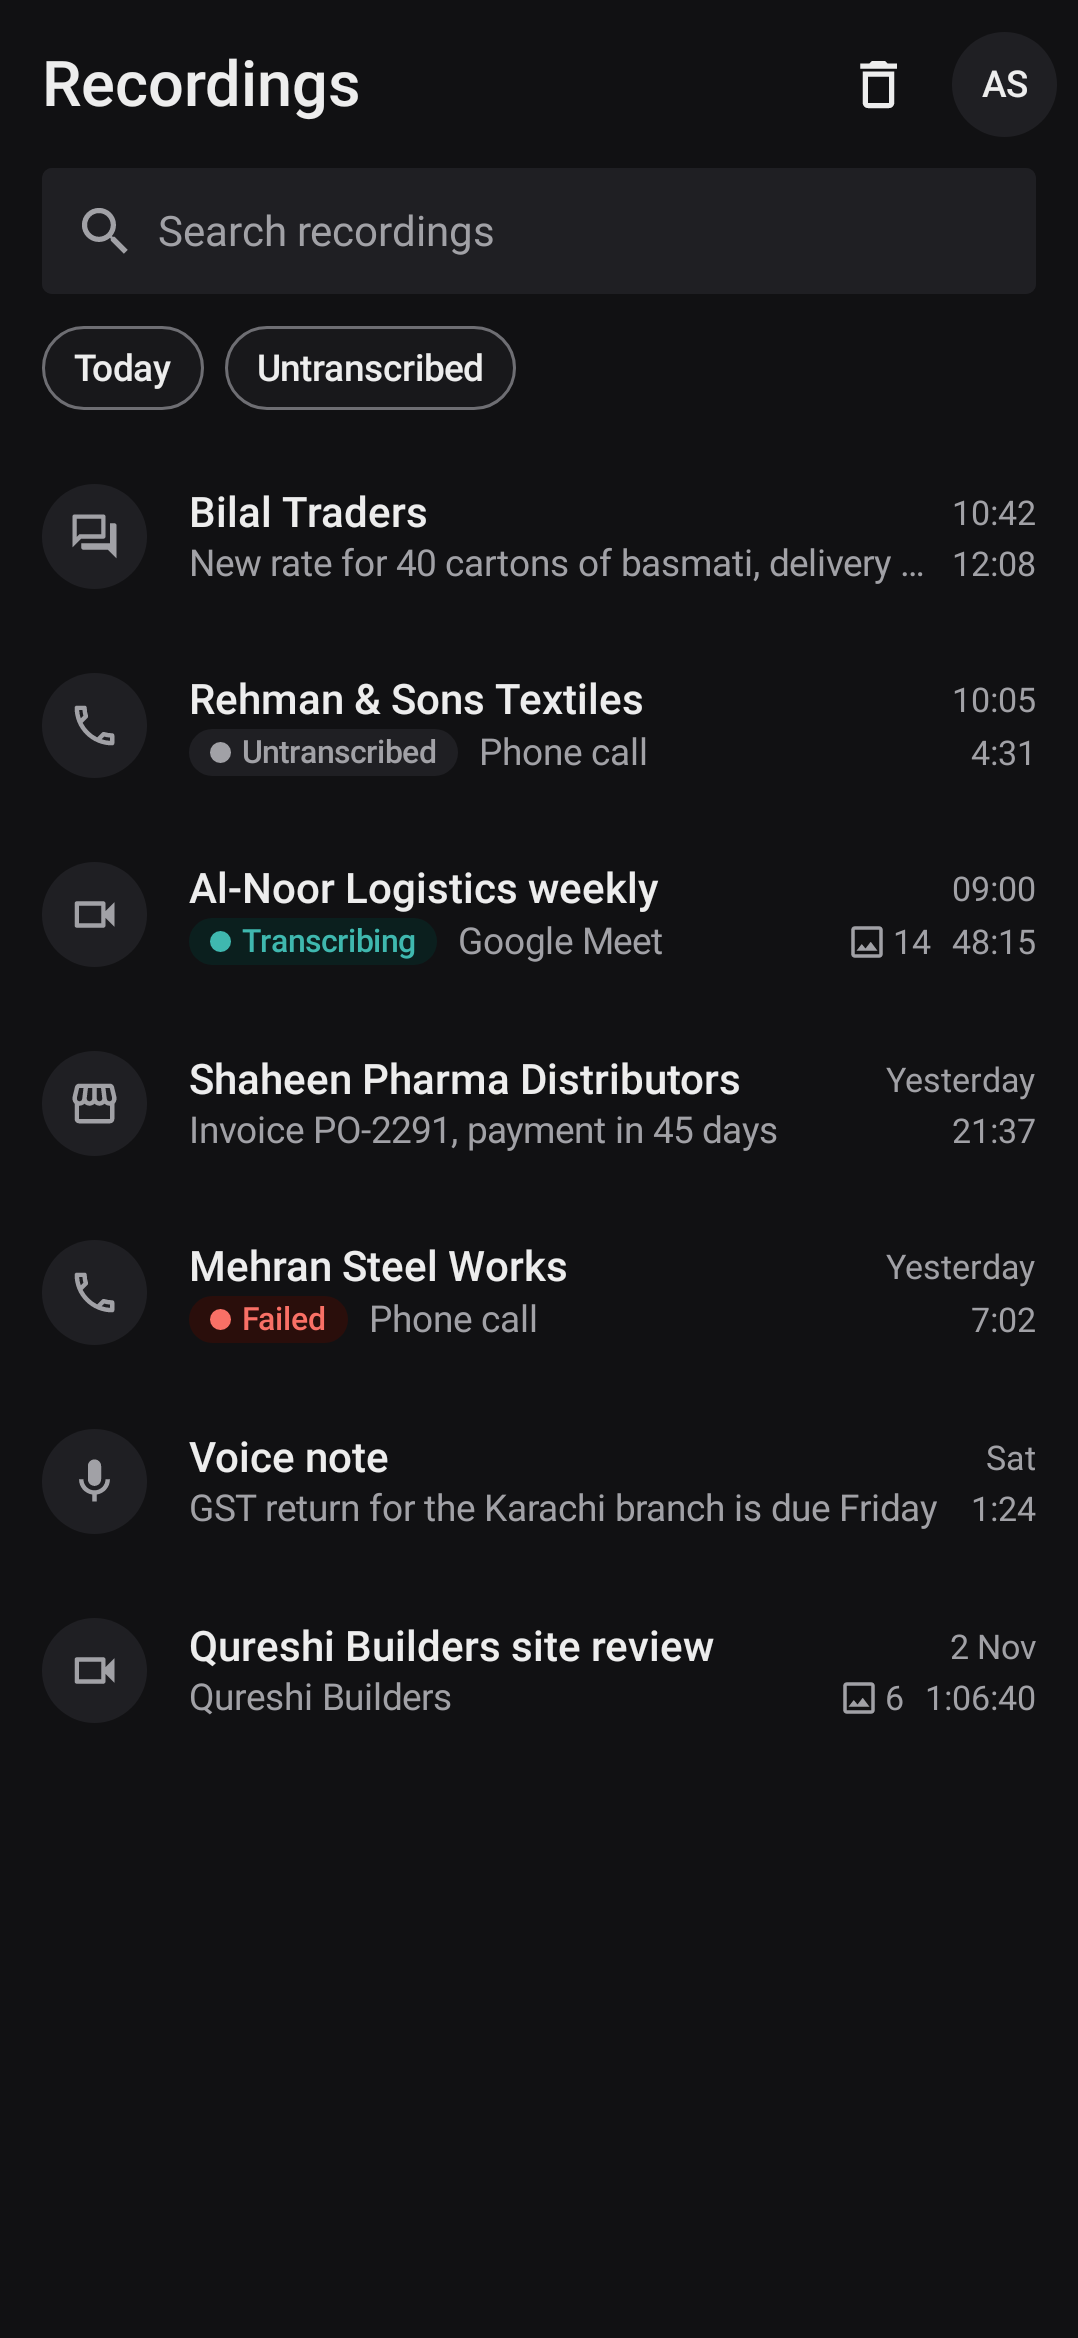 Recordings
AS
Search recordings
Today
Untranscribed
Bilal Traders 10:42
New rate for 40 cartons of basmati, delivery ... 12:08
Rehman & Sons Textiles 10:05
Untranscribed Phone call 4:31
Al-Noor Logistics weekly 09:00
Transcribing Google Meet 14 48:15
Shaheen Pharma Distributors Yesterday
Invoice PO-2291, payment in 45 days 21:37
Mehran Steel Works Yesterday
Failed Phone call 7:02
Voice note Sat
GST return for the Karachi branch is due Friday 1:24
Qureshi Builders site review 2 Nov
Qureshi Builders 6 1:06:40